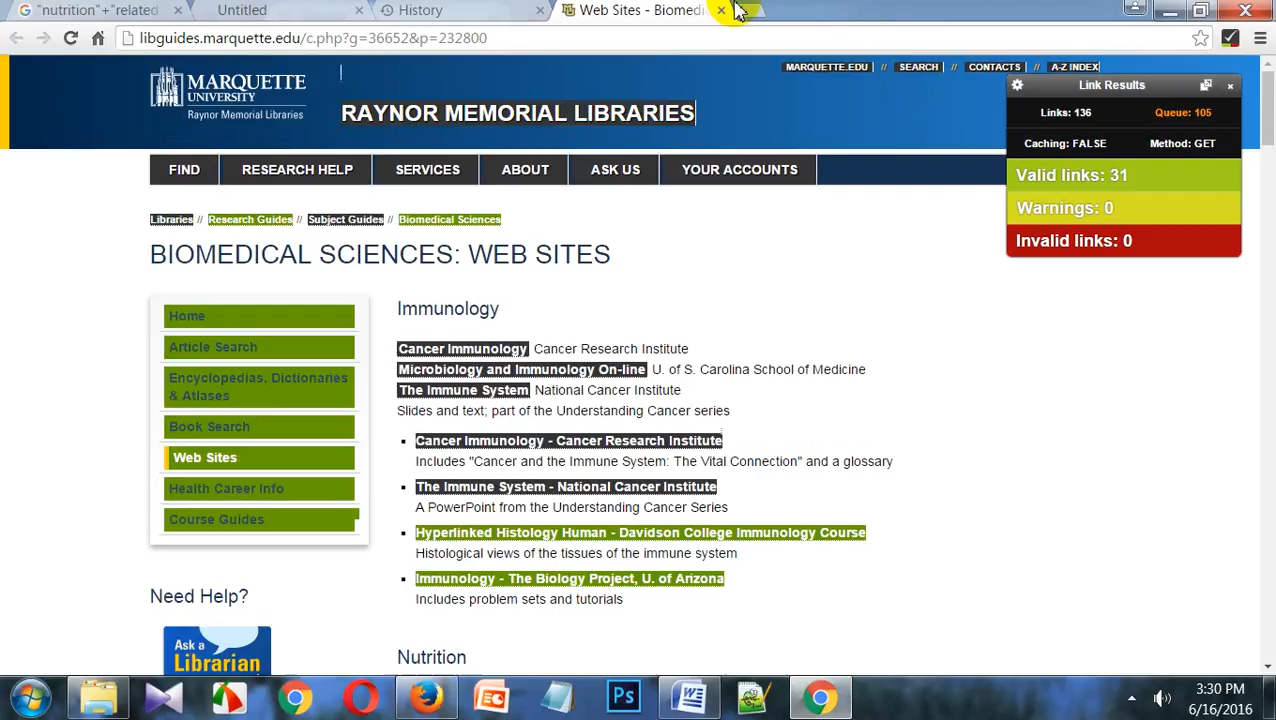 "nutrition"+"related
Untitled
History
Web Sites - Biomedi
libguides.marquette.edu/c.php?g=36652&p=232800
MARQUETTE UNIVERSITY
Raynor Memorial Libraries
RAYNOR MEMORIAL LIBRARIES
MARQUETTE.EDU // SEARCH // CONTACTS // A-Z INDEX
Link Results
Links: 136 Queue: 105
Caching: FALSE Method: GET
Valid links: 31
Warnings: 0
Invalid links: 0
FIND RESEARCH HELP SERVICES ABOUT ASK US YOUR ACCOUNTS
Libraries // Research Guides // Subject Guides // Biomedical Sciences
BIOMEDICAL SCIENCES: WEB SITES
Home
Article Search
Encyclopedias, Dictionaries
& Atlases
Book Search
Web Sites
Health Career Info
Course Guides
Need Help?
Ask a
Librarian
Immunology
Cancer Immunology Cancer Research Institute
Microbiology and Immunology On-line U. of S. Carolina School of Medicine
The Immune System National Cancer Institute
Slides and text; part of the Understanding Cancer series
Cancer Immunology - Cancer Research Institute
Includes "Cancer and the Immune System: The Vital Connection" and a glossary
The Immune System - National Cancer Institute
A PowerPoint from the Understanding Cancer Series
Hyperlinked Histology Human - Davidson College Immunology Course
Histological views of the tissues of the immune system
Immunology - The Biology Project, U. of Arizona
Includes problem sets and tutorials
Nutrition
3:30 PM
6/16/2016